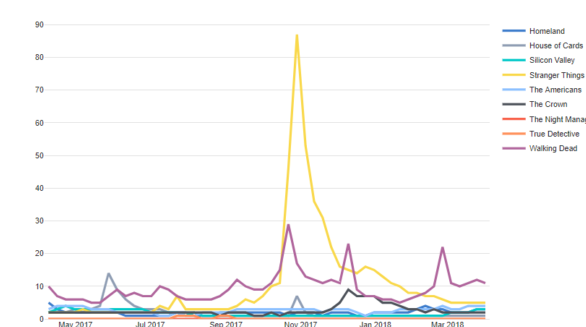 90
80
70
60
50
40
30
20
10
0
May 2017
Jul 2017
Sep 2017
Nov 2017
Jan 2018
Mar 2018
Homeland
House of Cards
Silicon Valley
Stranger Things
The Americans
The Crown
The Night Mana
True Detective
Walking Dead